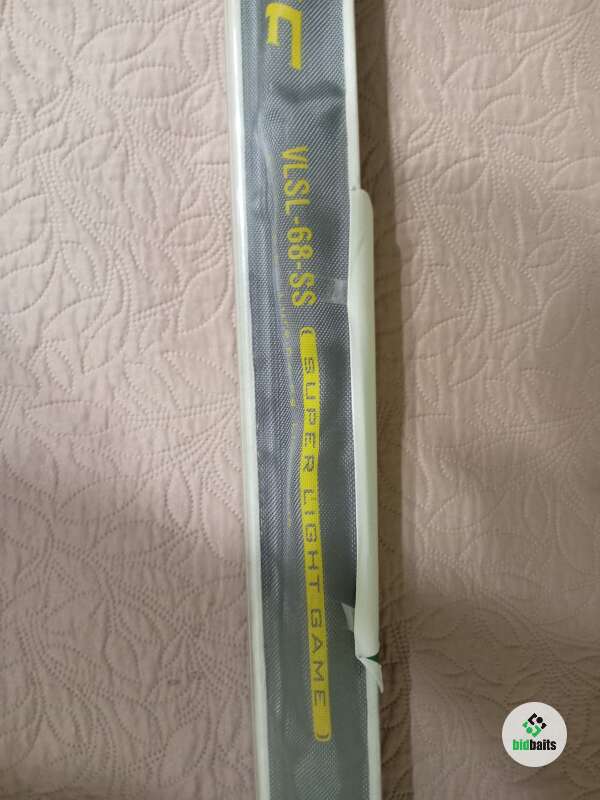 C
VLSL-68-SS
(SUPER LIGHT GAME)
bidbaits